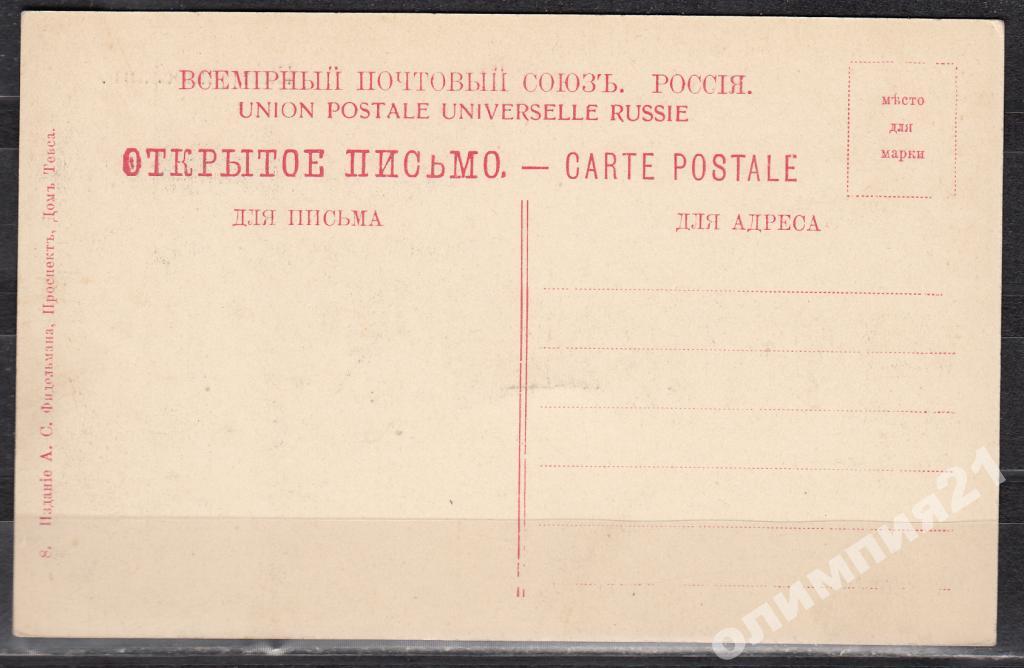 ВСЕМІРНЫЙ ПОЧТОВЫЙ СОЮЗЪ. РОССІЯ.
UNION POSTALE UNIVERSELLE RUSSIE
ОТКРЫТОЕ ПИСЬМО. — CARTE POSTALE
мѣсто
для
марки
ДЛЯ ПИСЬМА
ДЛЯ АДРЕСА
8. Изданіе А. С. Фидельмана, Проспектъ, Домъ Тевса.
олимпия21